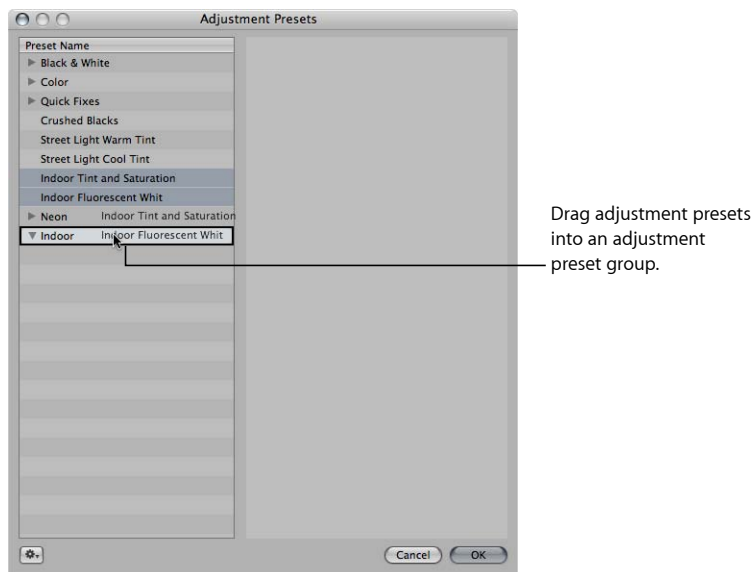 Adjustment Presets
Preset Name
Black & White
Color
Quick Fixes
Crushed Blacks
Street Light Warm Tint
Street Light Cool Tint
Indoor Tint and Saturation
Indoor Fluorescent Whit
Neon Indoor Tint and Saturation
Indoor Indoor Fluorescent Whit
Drag adjustment presets
into an adjustment
preset group.
Cancel OK